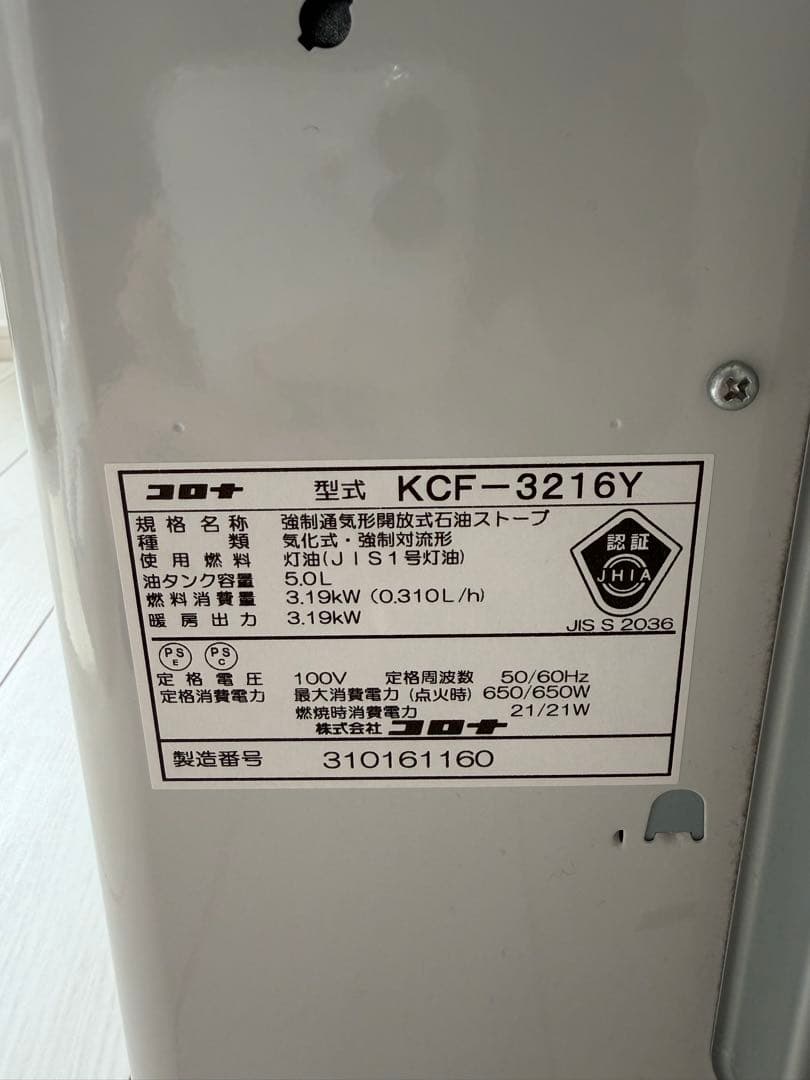 コロナ 型式 KCF-3216Y
規格名称 強制通気形開放式石油ストーブ
種類 気化式・強制対流形
使用燃料 灯油(JIS1号灯油)
油タンク容量 5.0L
燃料消費量 3.19kW (0.310L/h)
暖房出力 3.19kW
認証
JHIA
JIS S 2036
PS E PS C
定格電圧 100V 定格周波数 50/60Hz
定格消費電力 最大消費電力(点火時) 650/650W
燃焼時消費電力 21/21W
株式会社 コロナ
製造番号 310161160